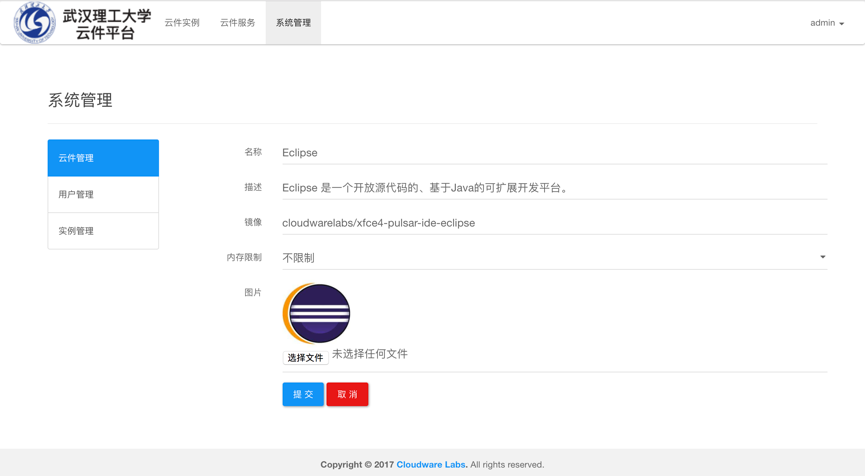 武汉理工大学
云件平台
云件实例 云件服务 系统管理 admin
系统管理
云件管理
用户管理
实例管理
名称 Eclipse
描述 Eclipse 是一个开放源代码的、基于Java的可扩展开发平台。
镜像 cloudwarelabs/xfce4-pulsar-ide-eclipse
内存限制 不限制
图片
选择文件 未选择任何文件
提交 取消
Copyright © 2017 Cloudware Labs. All rights reserved.